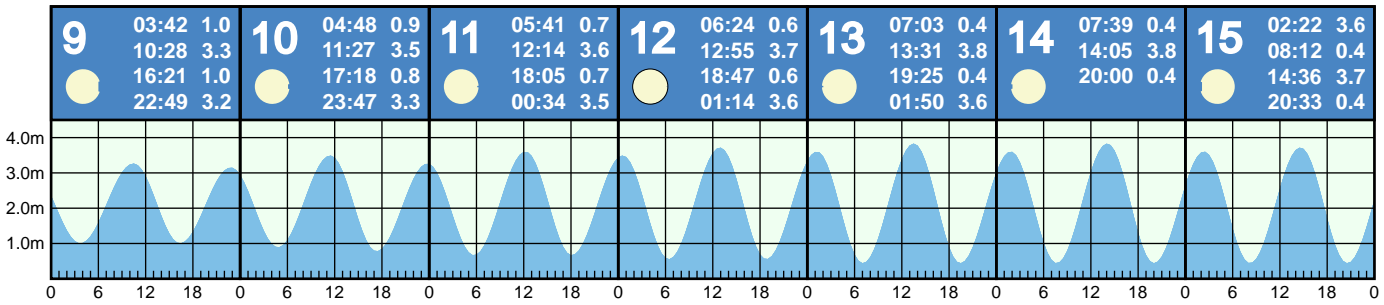 9 03:42 1.0 10 04:48 0.9 11 05:41 0.7 12 06:24 0.6 13 07:03 0.4 14 07:39 0.4 15 02:22 3.6
10:28 3.3 11:27 3.5 12:14 3.6 12:55 3.7 13:31 3.8 14:05 3.8 08:12 0.4
16:21 1.0 17:18 0.8 18:05 0.7 18:47 0.6 19:25 0.4 20:00 0.4 14:36 3.7
22:49 3.2 23:47 3.3 00:34 3.5 01:14 3.6 01:50 3.6 20:33 0.4
4.0m
3.0m
2.0m
1.0m
0 6 12 18 0 6 12 18 0 6 12 18 0 6 12 18 0 6 12 18 0 6 12 18 0 6 12 18 0